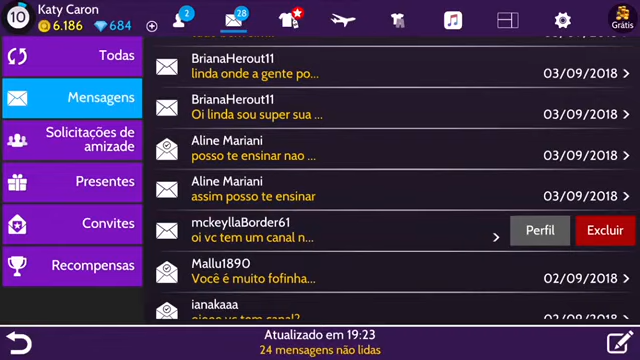 10
Katy Caron
6.186
684
2
28
Grátis
Todas
Mensagens
Solicitações de
amizade
Presentes
Convites
Recompensas
BrianaHerout11
linda onde a gente po...
03/09/2018
BrianaHerout11
Oi linda sou super sua ...
03/09/2018
Aline Mariani
posso te ensinar nao ...
03/09/2018
Aline Mariani
assim posso te ensinar
03/09/2018
mckeyllaBorder61
oi vc tem um canal n...
Perfil
Excluir
Mallu1890
Você é muito fofinha...
02/09/2018
ianakaaa
Atualizado em 19:23
24 mensagens não lidas